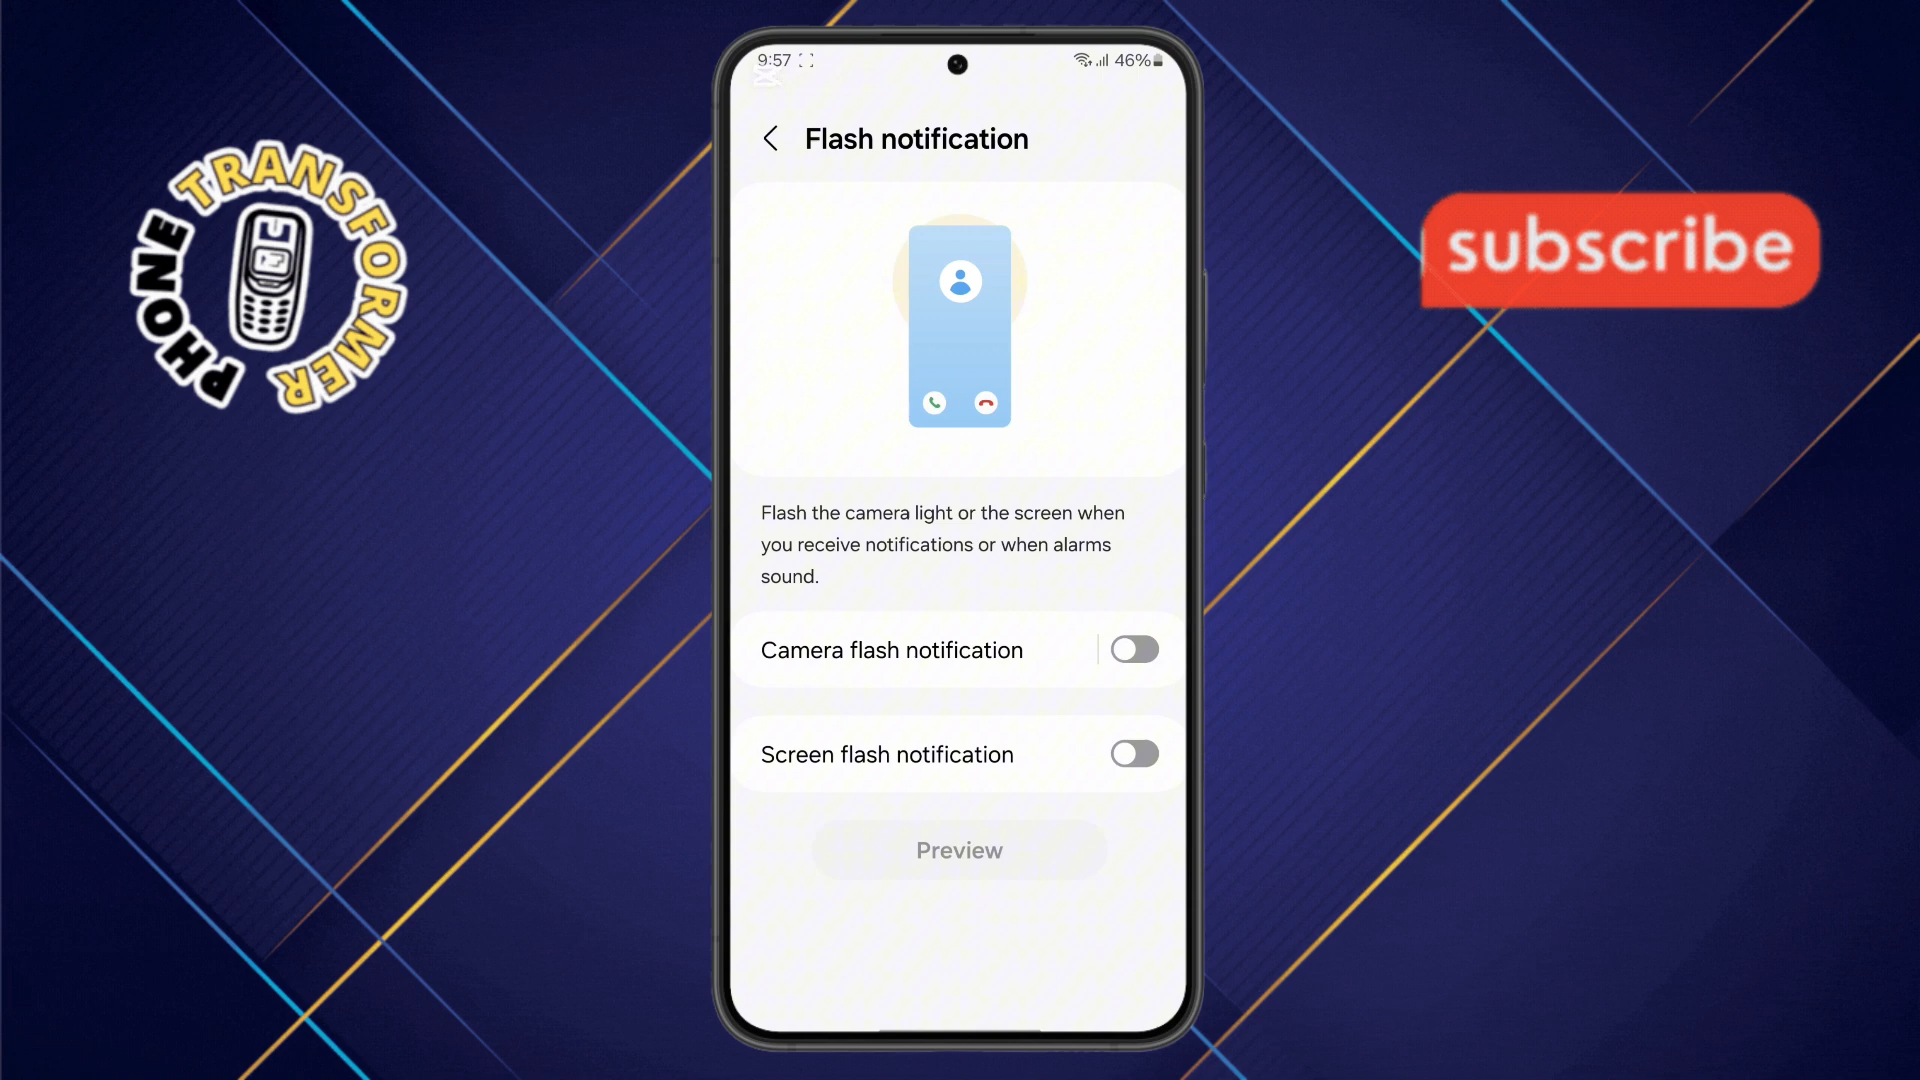 PHONE TRANSFORMER
subscribe
9:57
46%
Flash notification
Flash the camera light or the screen when
you receive notifications or when alarms
sound.
Camera flash notification
Screen flash notification
Preview